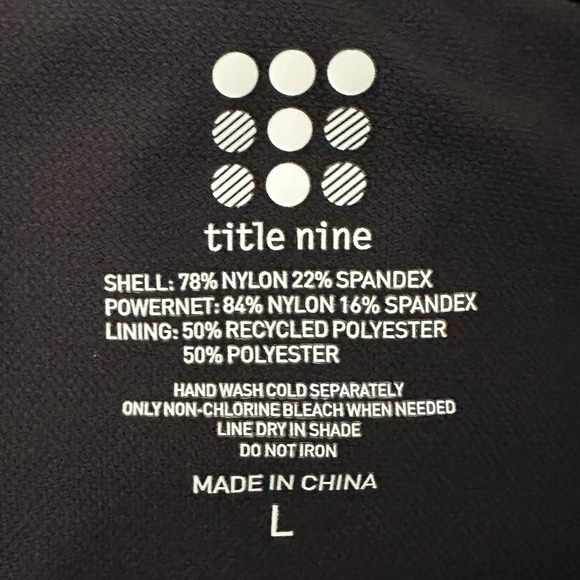 title nine
SHELL: 78% NYLON 22% SPANDEX
POWERNET: 84% NYLON 16% SPANDEX
LINING: 50% RECYCLED POLYESTER
50% POLYESTER
HAND WASH COLD SEPARATELY
ONLY NON-CHLORINE BLEACH WHEN NEEDED
LINE DRY IN SHADE
DO NOT IRON
MADE IN CHINA
L